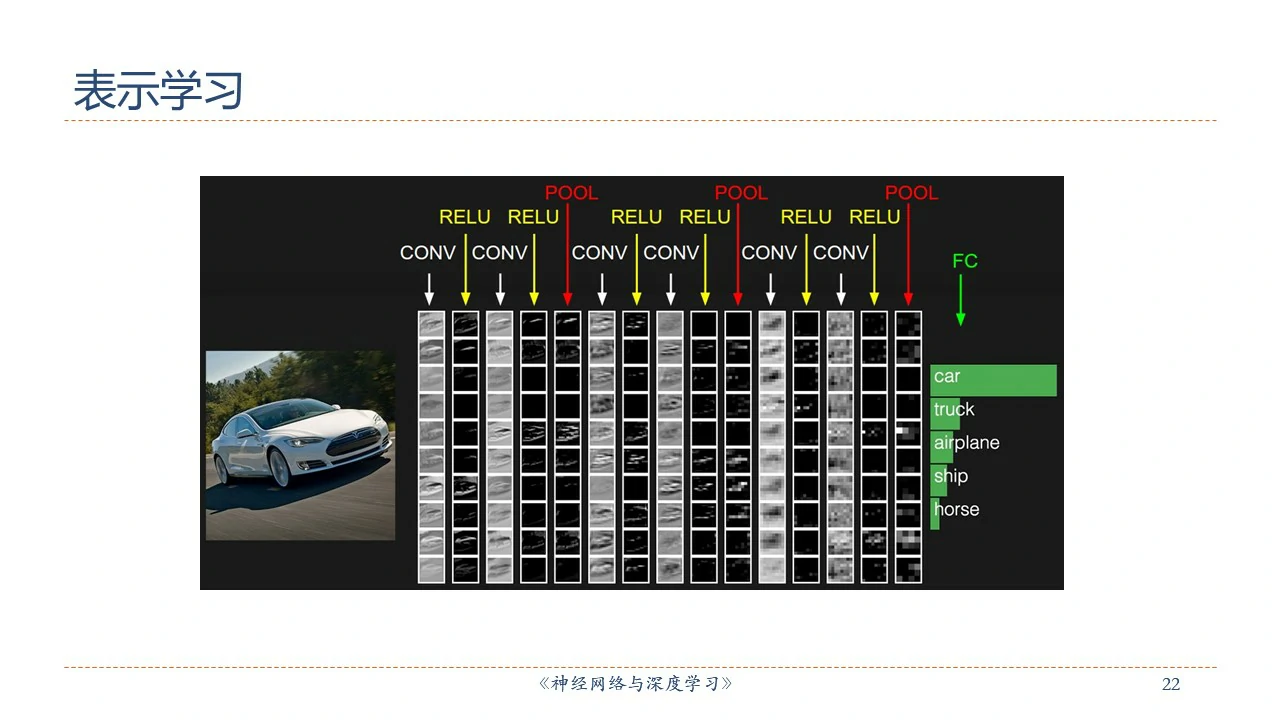 表示学习
POOL POOL POOL
RELU RELU RELU RELU RELU RELU
CONV CONV CONV CONV CONV CONV
FC
car
truck
airplane
ship
horse
《神经网络与深度学习》 22